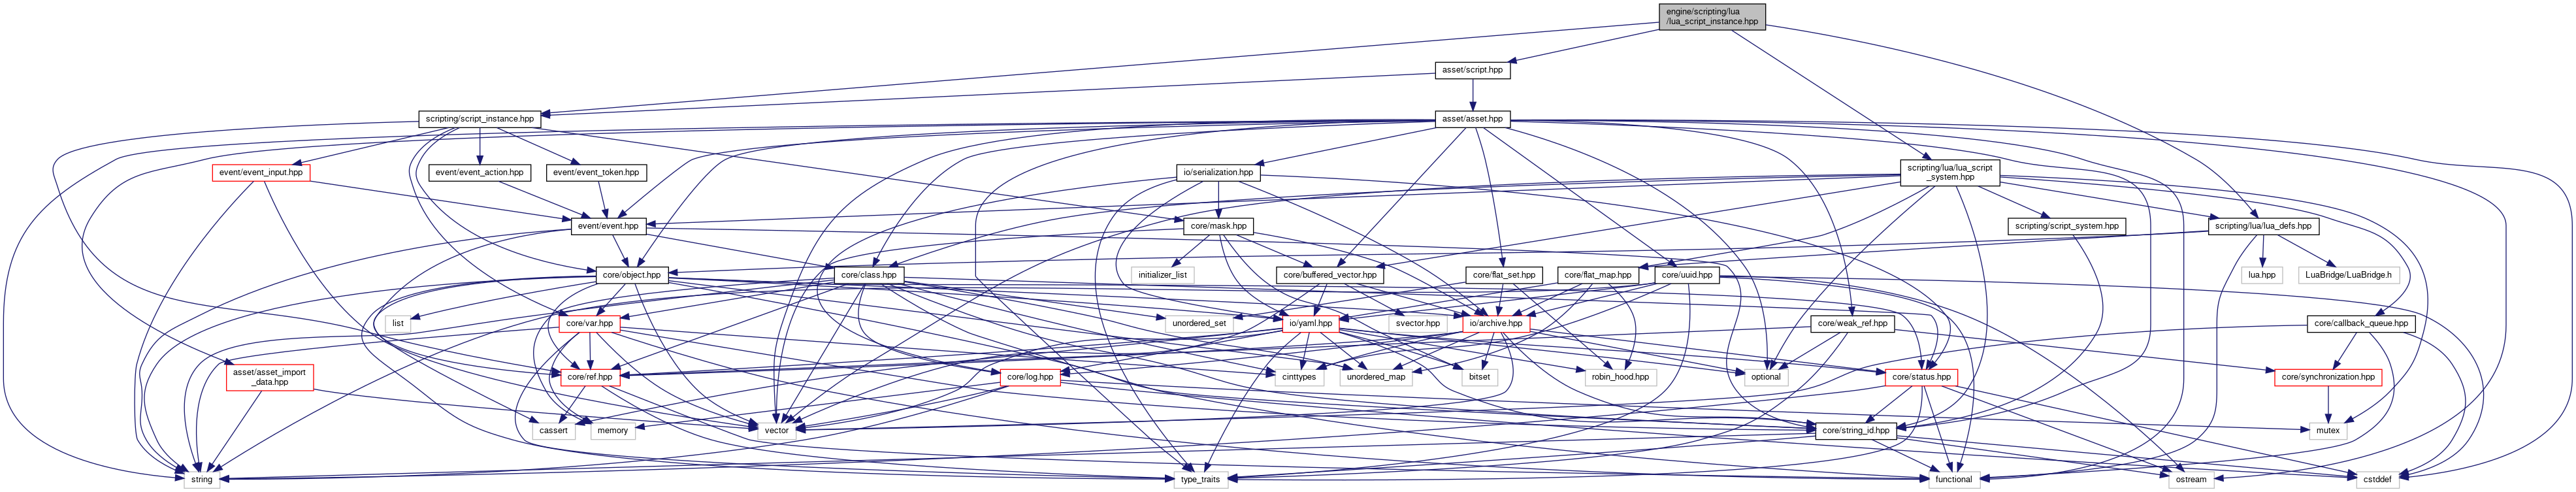 engine/scripting/lua
/lua_script_instance.hpp
asset/script.hpp
scripting/script_instance.hpp
asset/asset.hpp
event/event_input.hpp
event/event_action.hpp
event/event_token.hpp
io/serialization.hpp
scripting/lua/lua_script
_system.hpp
event/event.hpp
core/mask.hpp
scripting/script_system.hpp
scripting/lua/lua_defs.hpp
core/object.hpp
core/class.hpp
initializer_list
core/buffered_vector.hpp
core/flat_set.hpp
core/flat_map.hpp
core/uuid.hpp
lua.hpp
LuaBridge/LuaBridge.h
list
core/var.hpp
unordered_set
io/yaml.hpp
svector.hpp
io/archive.hpp
core/weak_ref.hpp
core/callback_queue.hpp
asset/asset_import
_data.hpp
core/ref.hpp
core/log.hpp
cinttypes
unordered_map
bitset
robin_hood.hpp
optional
core/status.hpp
core/synchronization.hpp
cassert
memory
vector
core/string_id.hpp
mutex
string
type_traits
functional
ostream
cstddef